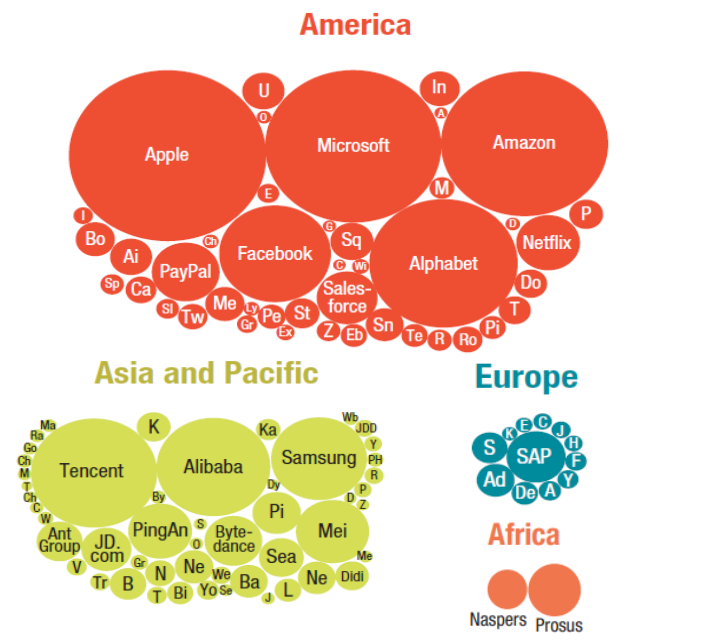 America
U
In
O
A
Apple
Microsoft
Amazon
E
M
I
G
D
P
Bo
Ch
Sq
Netflix
Ai
Facebook
Alphabet
PayPal
C
Wi
Sp
Ca
Sales-
force
Do
Me
Ly
Sl
Tw
Pe
St
T
Gr
Ex
Z
Eb
Sn
Te
R
Ro
Pi
Asia and Pacific
Europe
K
Ka
Wb
JDD
Ma
Ra
Go
Ch
M
T
Ch
C
W
Tencent
Alibaba
Samsung
Y
PH
R
P
D
Z
By
Dy
Pi
Ant
Group
JD.
com
PingAn
S
O
Byte-
dance
Mei
Sea
V
Gr
Ne
We
Me
Tr
B
N
Ba
Ne
Didi
T
Bi
Yo
Se
J
L
K
E
C
J
H
S
SAP
F
Ad
Y
De
A
Africa
Naspers
Prosus